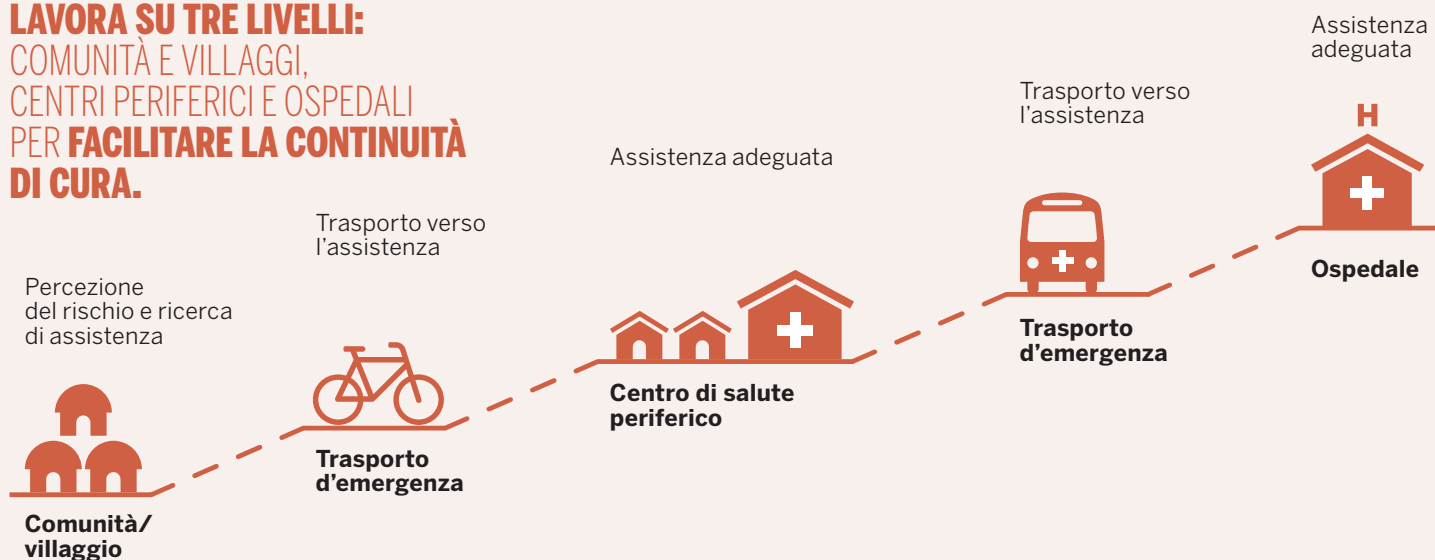 LAVORA SU TRE LIVELLI:
COMUNITÀ E VILLAGGI,
CENTRI PERIFERICI E OSPEDALI
PER FACILITARE LA CONTINUITÀ
DI CURA.
Percezione
del rischio e ricerca
di assistenza
Comunità/
villaggio
Trasporto verso
l’assistenza
Trasporto
d’emergenza
Assistenza adeguata
Centro di salute
periferico
Trasporto verso
l’assistenza
Trasporto
d’emergenza
Assistenza
adeguata
H
Ospedale